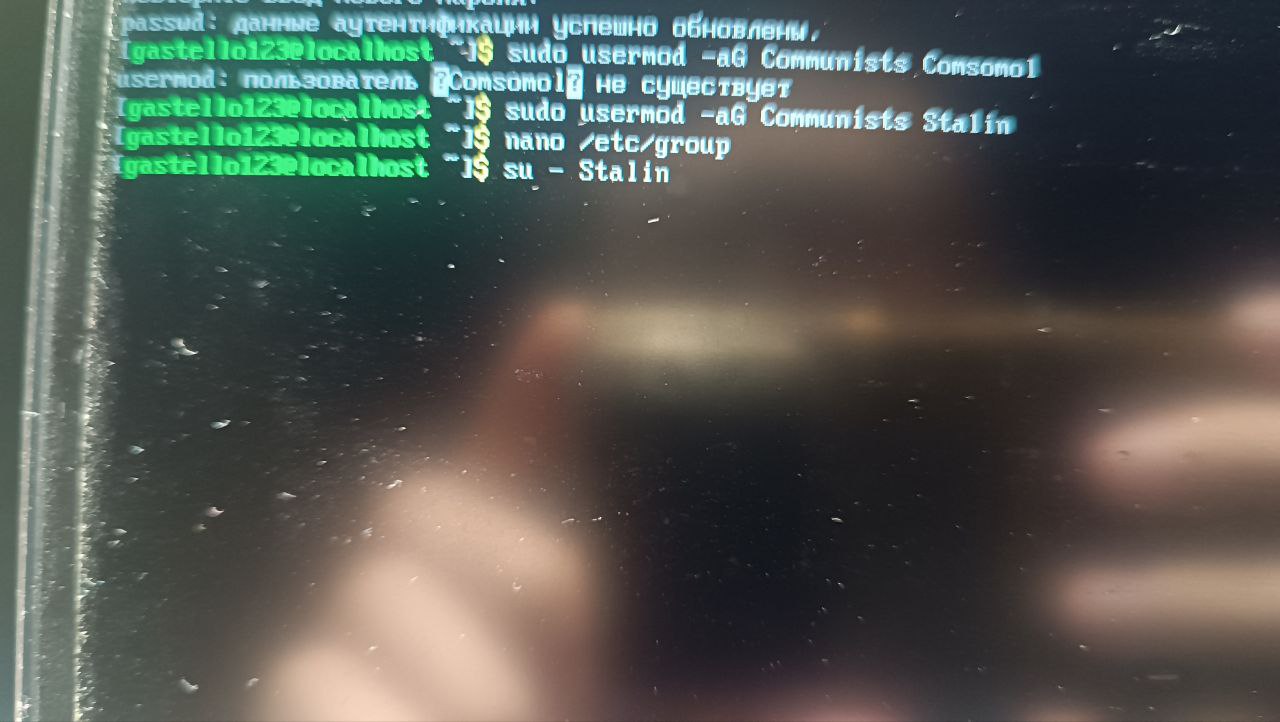 passwd: данные аутентификации успешно обновлены.
[gastello123@localhost ~]$ sudo usermod -aG Communists Comsomol
usermod: пользователь �Comsomol� не существует
[gastello123@localhost ~]$ sudo usermod -aG Communists Stalin
[gastello123@localhost ~]$ nano /etc/group
[gastello123@localhost ~]$ su - Stalin